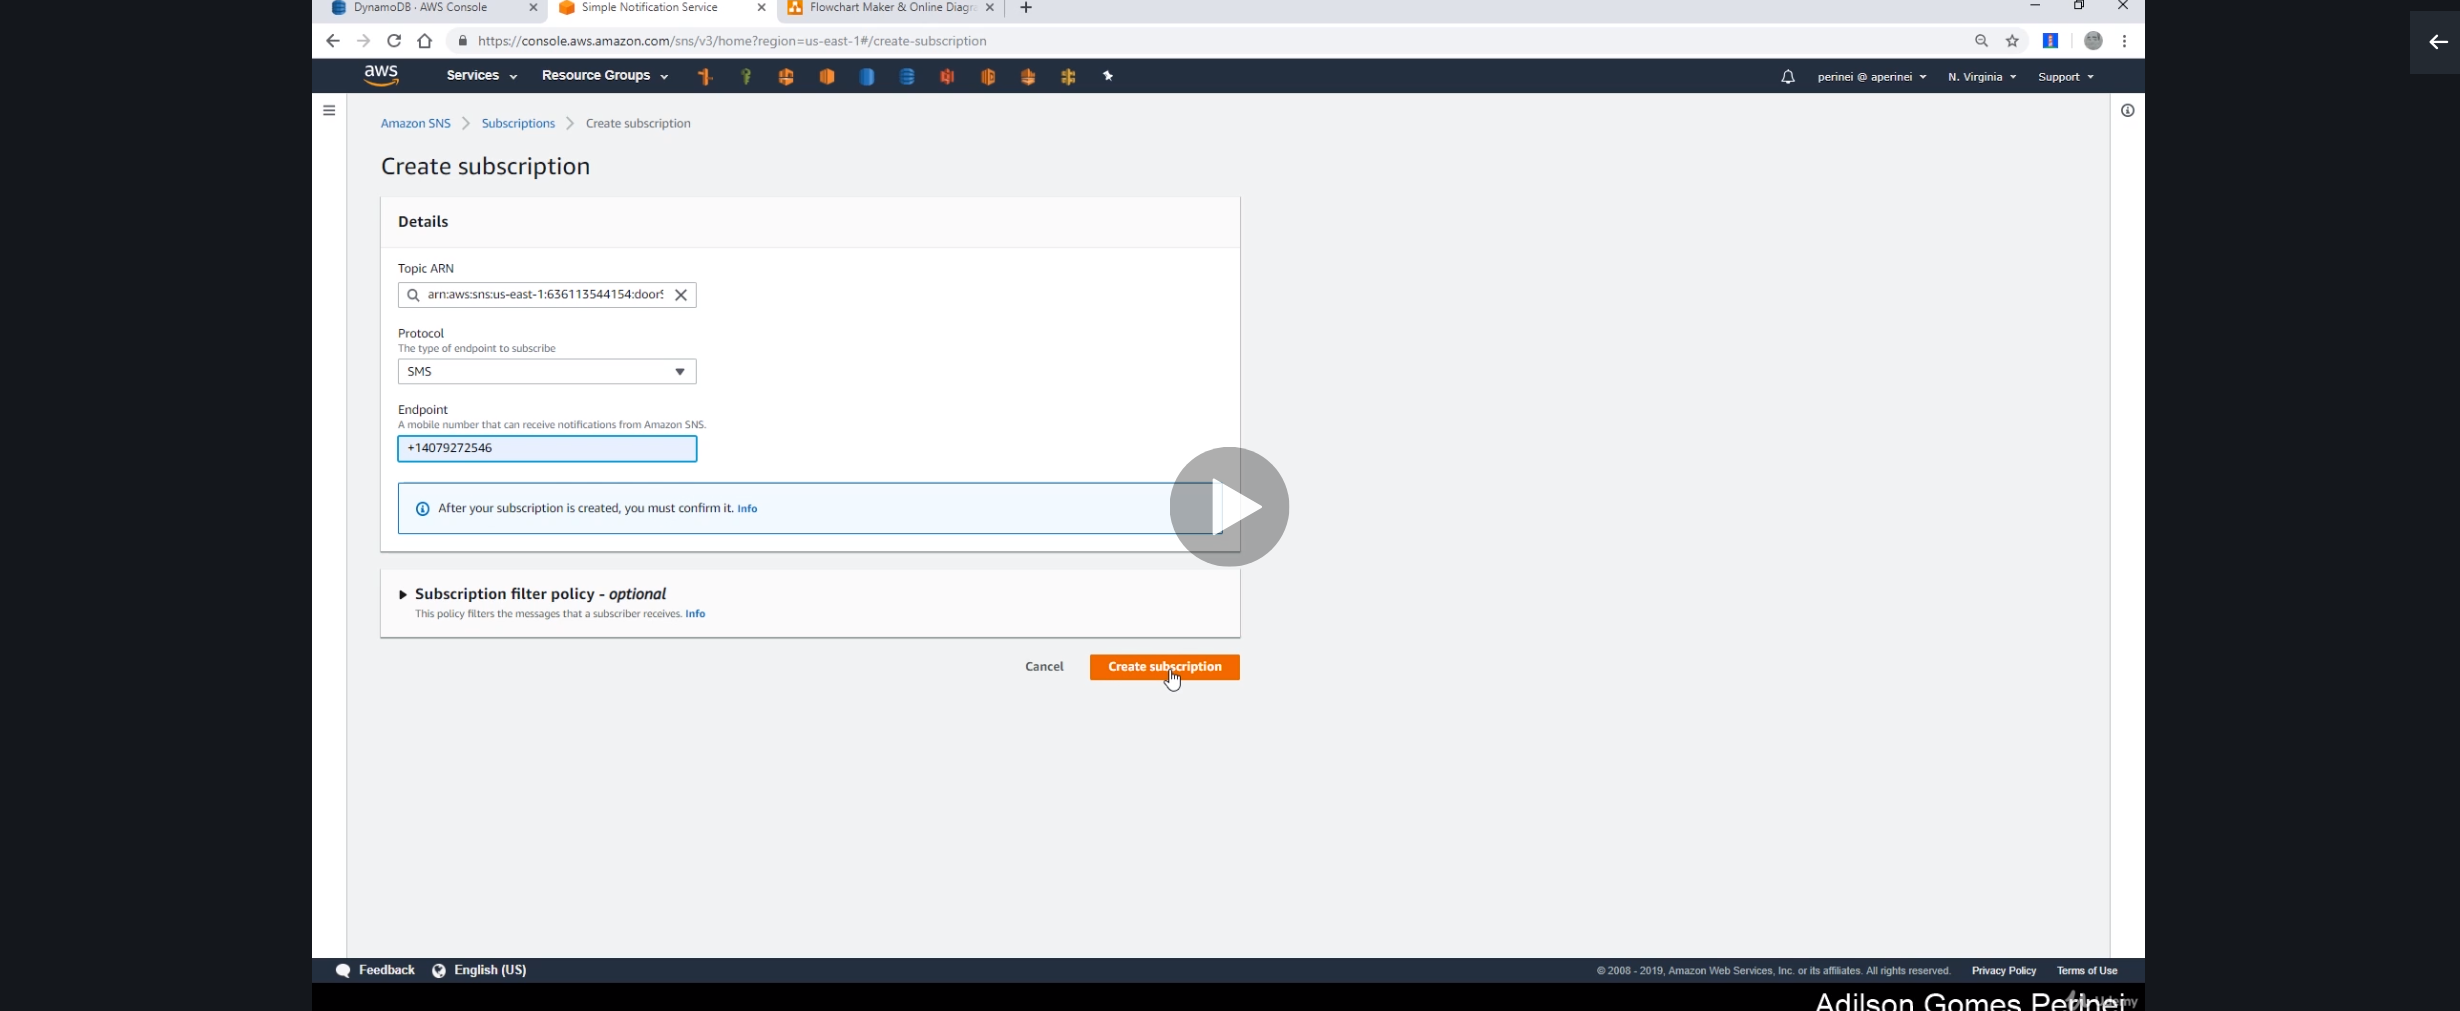 DynamoDB · AWS Console
Simple Notification Service
Flowchart Maker & Online Diagr
https://console.aws.amazon.com/sns/v3/home?region=us-east-1#/create-subscription
aws Services Resource Groups perinei @ aperinei N. Virginia Support
Amazon SNS Subscriptions Create subscription
Create subscription
Details
Topic ARN
arn:aws:sns:us-east-1:636113544154:doorS
Protocol
The type of endpoint to subscribe
SMS
Endpoint
A mobile number that can receive notifications from Amazon SNS.
+14079272546
After your subscription is created, you must confirm it. Info
Subscription filter policy - optional
This policy filters the messages that a subscriber receives. Info
Cancel Create subscription
Feedback English (US) © 2008 - 2019, Amazon Web Services, Inc. or its affiliates. All rights reserved. Privacy Policy Terms of Use
Adilson Gomes Perinei
Udemy